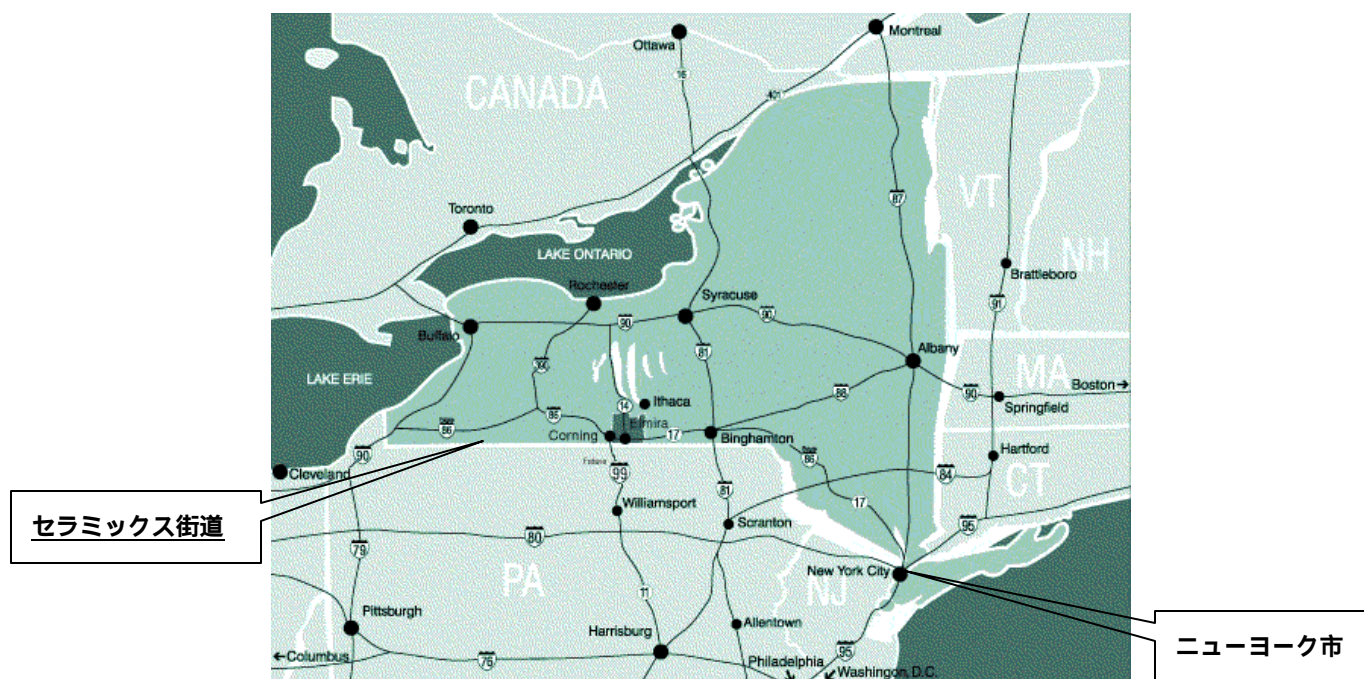 Ottawa
Montreal
16
CANADA
401
Toronto
87
VT
NH
LAKE ONTARIO
Brattleboro
Rochester
Syracuse
91
90
90
Buffalo
81
Albany
390
LAKE ERIE
MA
Boston→
88
90
Springfield
14
Ithaca
86
86
Elmira
Corning
17
Binghamton
Hartford
90
86
Cleveland
99
84
CT
81
17
Williamsport
セラミックス街道
Scranton
95
80
79
New York City
PA
NJ
11
Pittsburgh
Allentown
Harrisburg
ニューヨーク市
95
←Columbus
76
Philadelphia
Washingon, D.C.